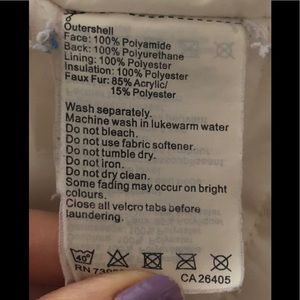 Outershell
Face: 100% Polyamide
Back: 100% Polyurethane
Lining: 100% Polyester
Insulation: 100% Polyester
Faux Fur: 85% Acrylic/
15% Polyester
Wash separately.
Machine wash in lukewarm water
Do not bleach.
Do not use fabric softener.
Do not tumble dry.
Do not iron.
Do not dry clean.
Some fading may occur on bright
colours.
Close all velcro tabs before
laundering.
40°
RN CA 26405